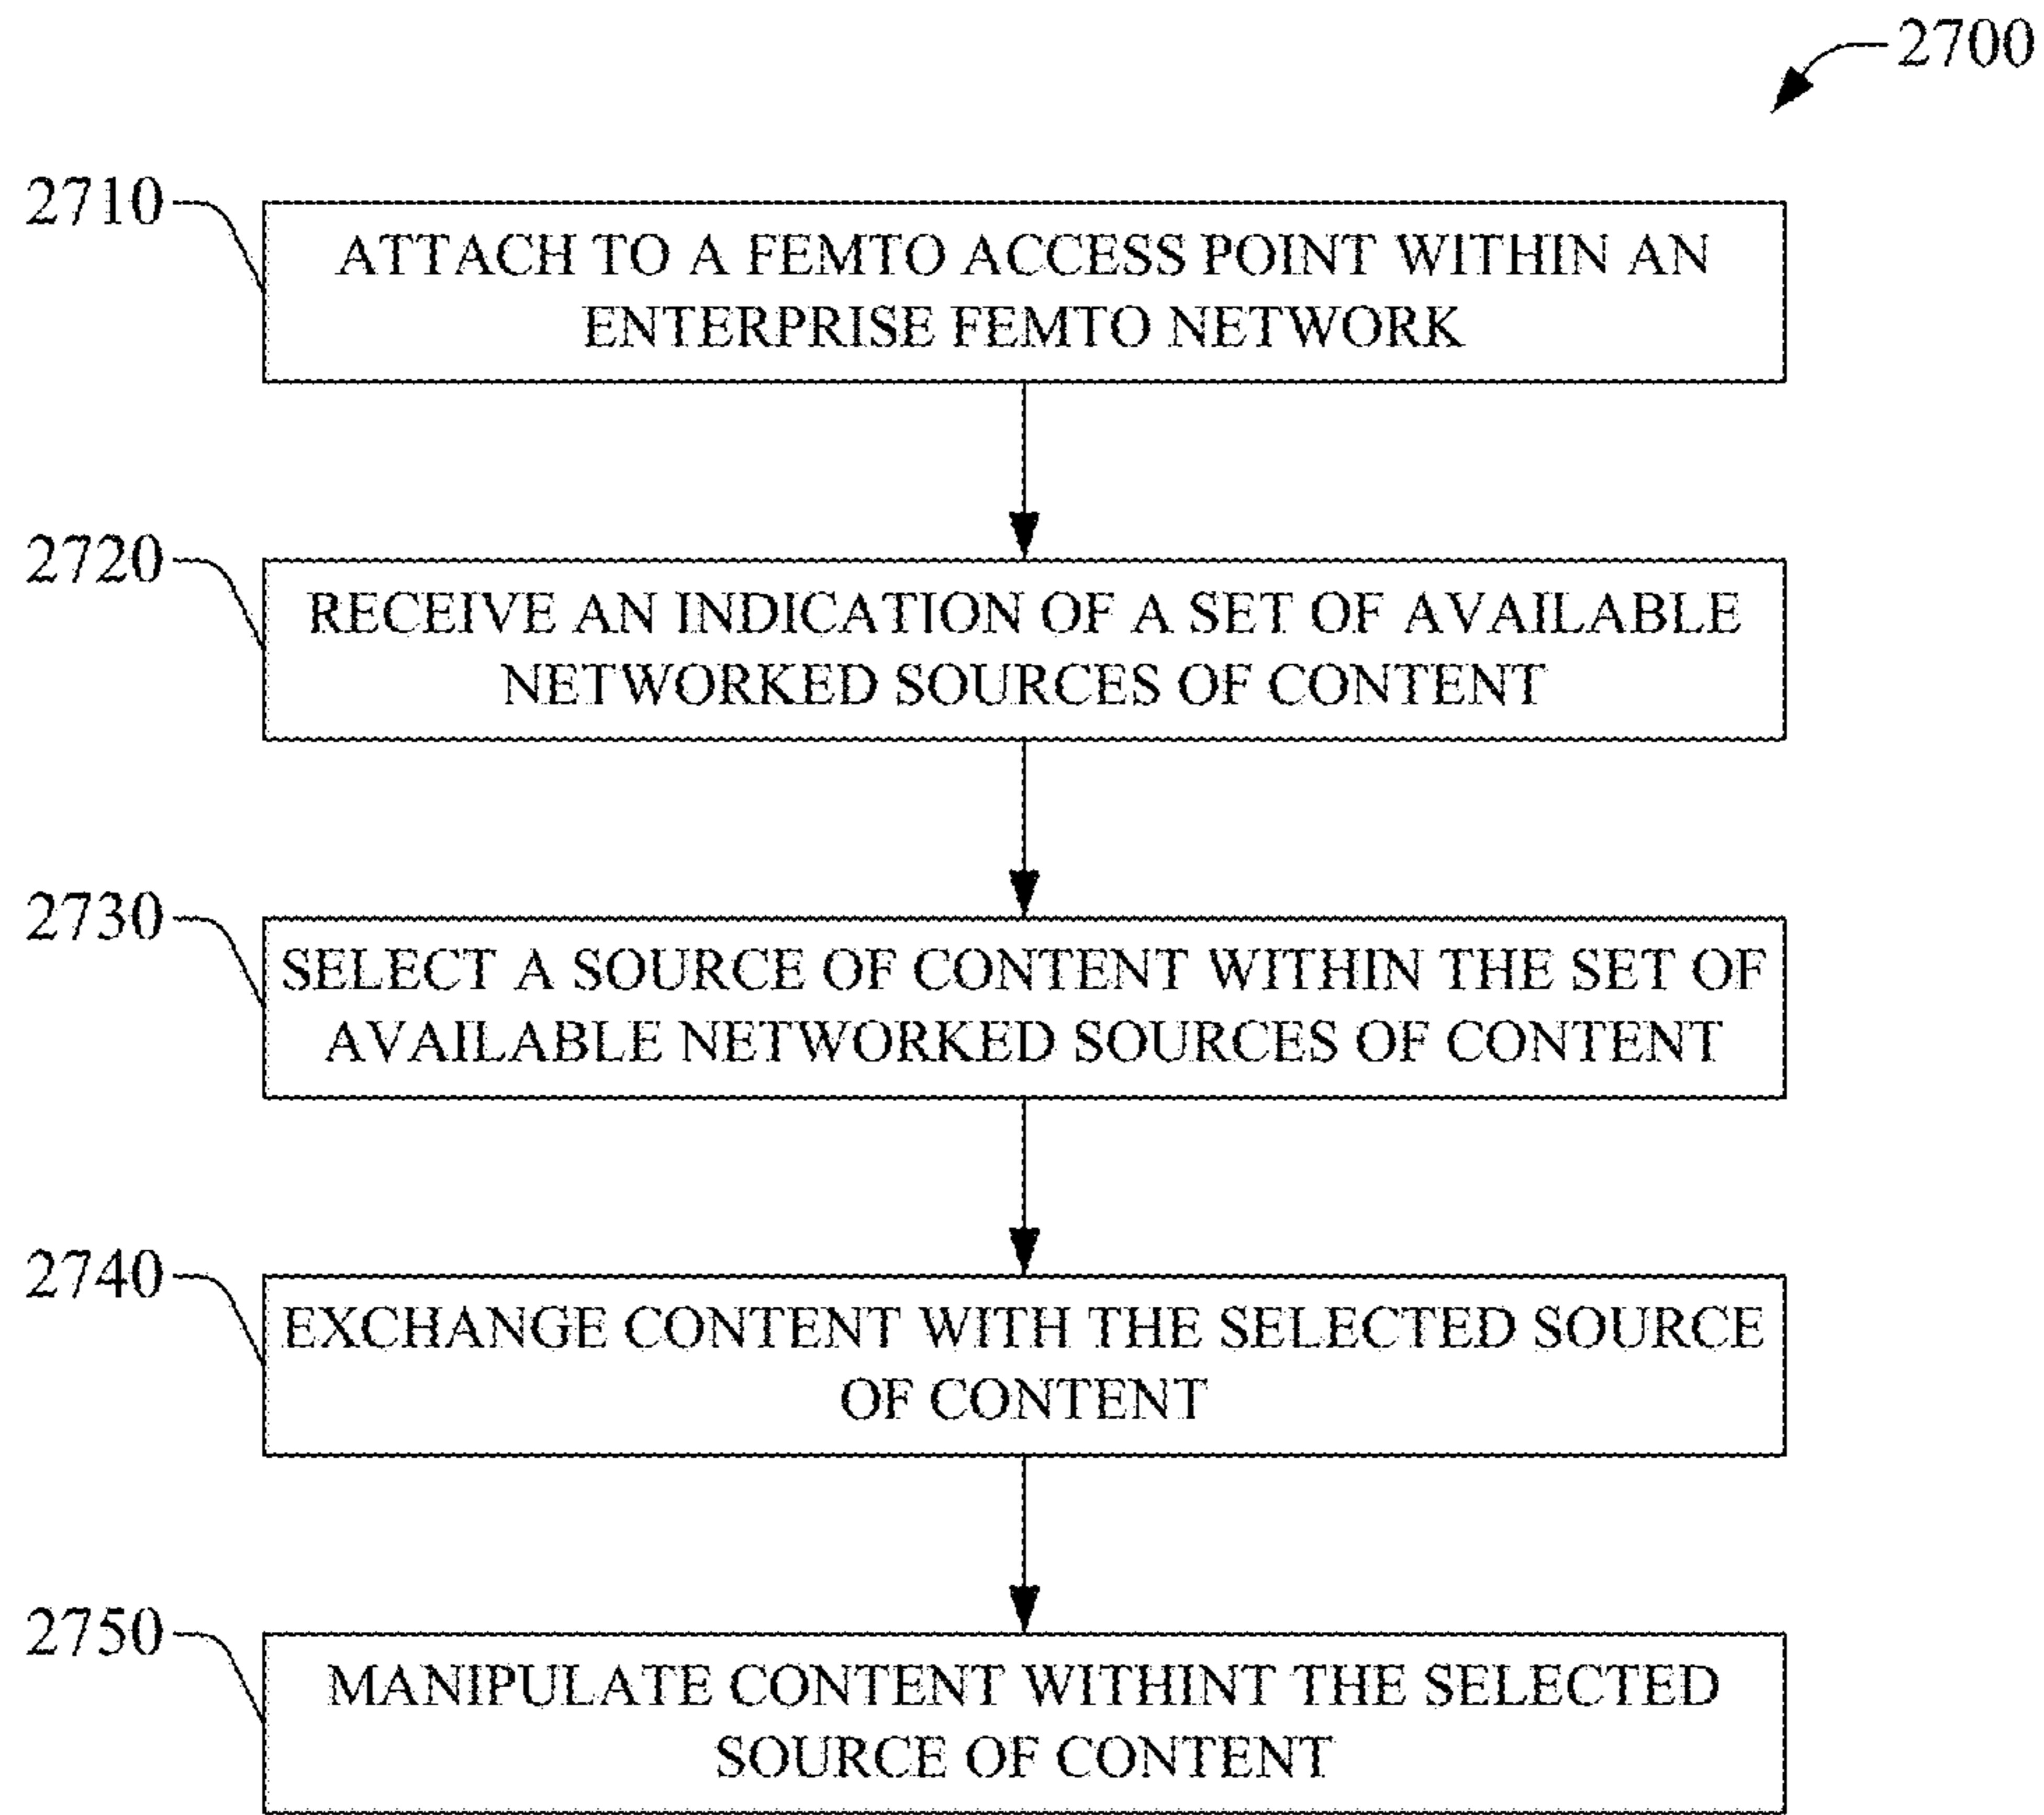 2700
2710
ATTACH TO A FEMTO ACCESS POINT WITHIN AN
ENTERPRISE FEMTO NETWORK
2720
RECEIVE AN INDICATION OF A SET OF AVAILABLE
NETWORKED SOURCES OF CONTENT
2730
SELECT A SOURCE OF CONTENT WITHIN THE SET OF
AVAILABLE NETWORKED SOURCES OF CONTENT
2740
EXCHANGE CONTENT WITH THE SELECTED SOURCE
OF CONTENT
2750
MANIPULATE CONTENT WITHINT THE SELECTED
SOURCE OF CONTENT